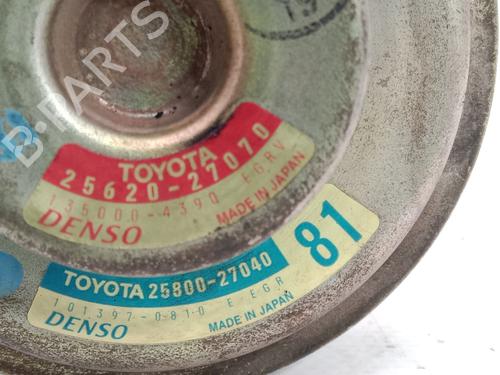 B-PARTS
TOYOTA
25620-27070
135000-4390 EGRV
DENSO MADE IN JAPAN
81
TOYOTA 25800-27040
101397-0810 E EGR
DENSO MADE IN JAPAN